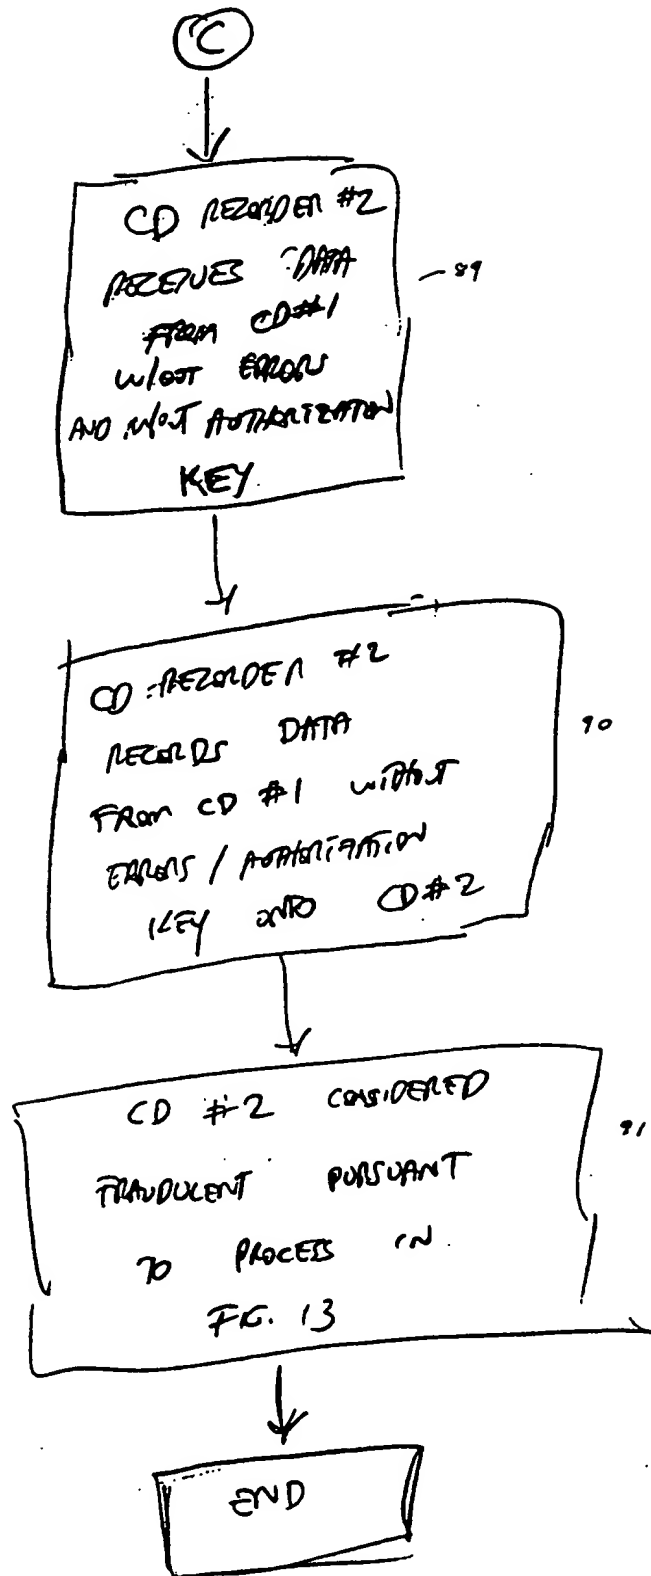 C
CD RECORDER #2
RECEIVES DATA
FROM CD#1
W/OUT ERRORS
AND W/OUT AUTHORIZATION
KEY
89
CD RECORDER #2
RECORDS DATA
FROM CD #1 WITHOUT
ERRORS / AUTHORIZATION
KEY ONTO CD#2
90
CD #2 CONSIDERED
FRAUDULENT PURSUANT
TO PROCESS IN
FIG. 13
91
END